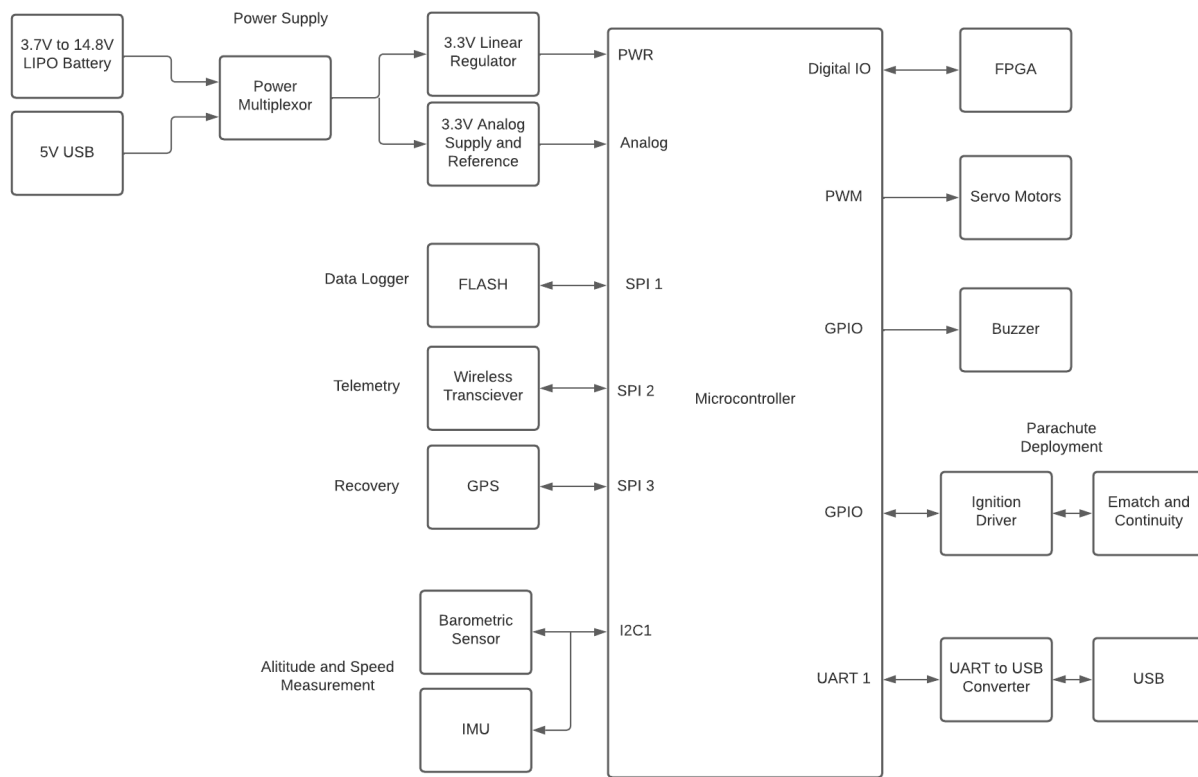 Power Supply
3.7V to 14.8V
LIPO Battery
5V USB
Power
Multiplexor
3.3V Linear
Regulator
3.3V Analog
Supply and
Reference
PWR
Analog
Data Logger
FLASH
SPI 1
Telemetry
Wireless
Transciever
SPI 2
Recovery
GPS
SPI 3
Barometric
Sensor
I2C1
Alititude and Speed
Measurement
IMU
Microcontroller
Digital IO
FPGA
PWM
Servo Motors
GPIO
Buzzer
Parachute
Deployment
GPIO
Ignition
Driver
Ematch and
Continuity
UART 1
UART to USB
Converter
USB